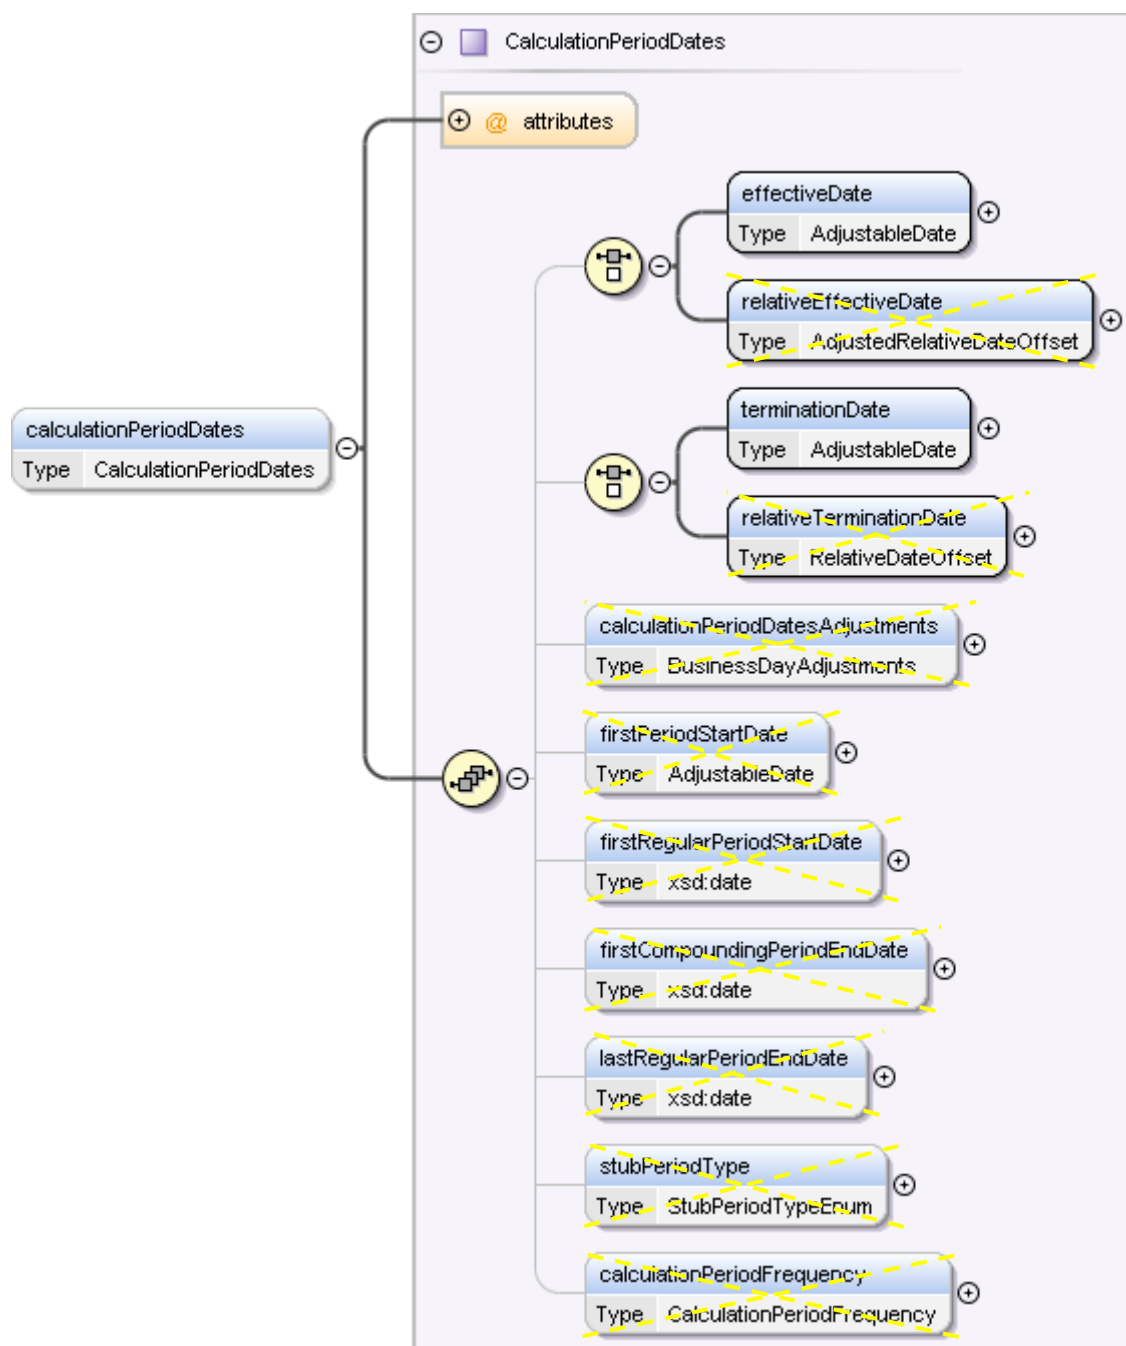 CalculationPeriodDates
@ attributes
effectiveDate
Type AdjustableDate
relativeEffectiveDate
Type AdjustedRelativeDateOffset
terminationDate
Type AdjustableDate
calculationPeriodDates
Type CalculationPeriodDates
relativeTerminationDate
Type RelativeDateOffset
calculationPeriodDatesAdjustments
Type BusinessDayAdjustments
firstPeriodStartDate
Type AdjustableDate
firstRegularPeriodStartDate
Type xsd:date
firstCompoundingPeriodEndDate
Type xsd:date
lastRegularPeriodEndDate
Type xsd:date
stubPeriodType
Type StubPeriodTypeEnum
calculationPeriodFrequency
Type CalculationPeriodFrequency